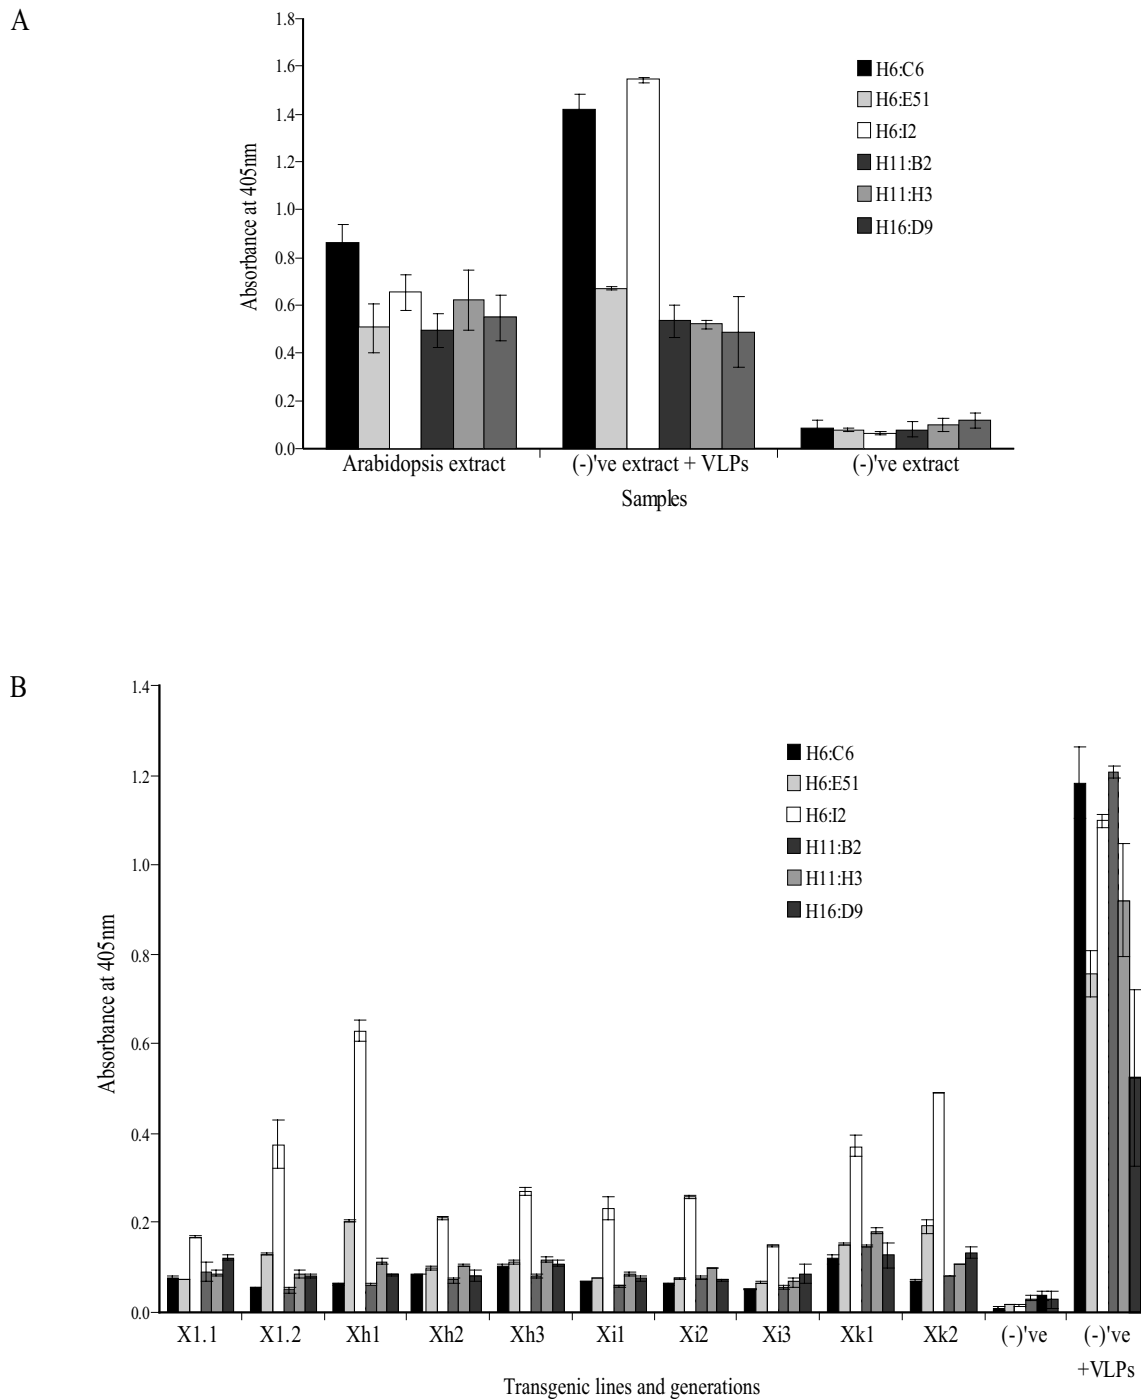 A
1.8
1.6
1.4
1.2
1.0
0.8
0.6
0.4
0.2
0.0
Absorbance at 405nm
H6:C6
H6:E51
H6:I2
H11:B2
H11:H3
H16:D9
Arabidopsis extract
(-)'ve extract + VLPs
(-)'ve extract
Samples
B
1.4
1.2
1.0
0.8
0.6
0.4
0.2
0.0
Absorbance at 405nm
H6:C6
H6:E51
H6:I2
H11:B2
H11:H3
H16:D9
X1.1
X1.2
Xh1
Xh2
Xh3
Xi1
Xi2
Xi3
Xk1
Xk2
(-)'ve
(-)'ve
+VLPs
Transgenic lines and generations